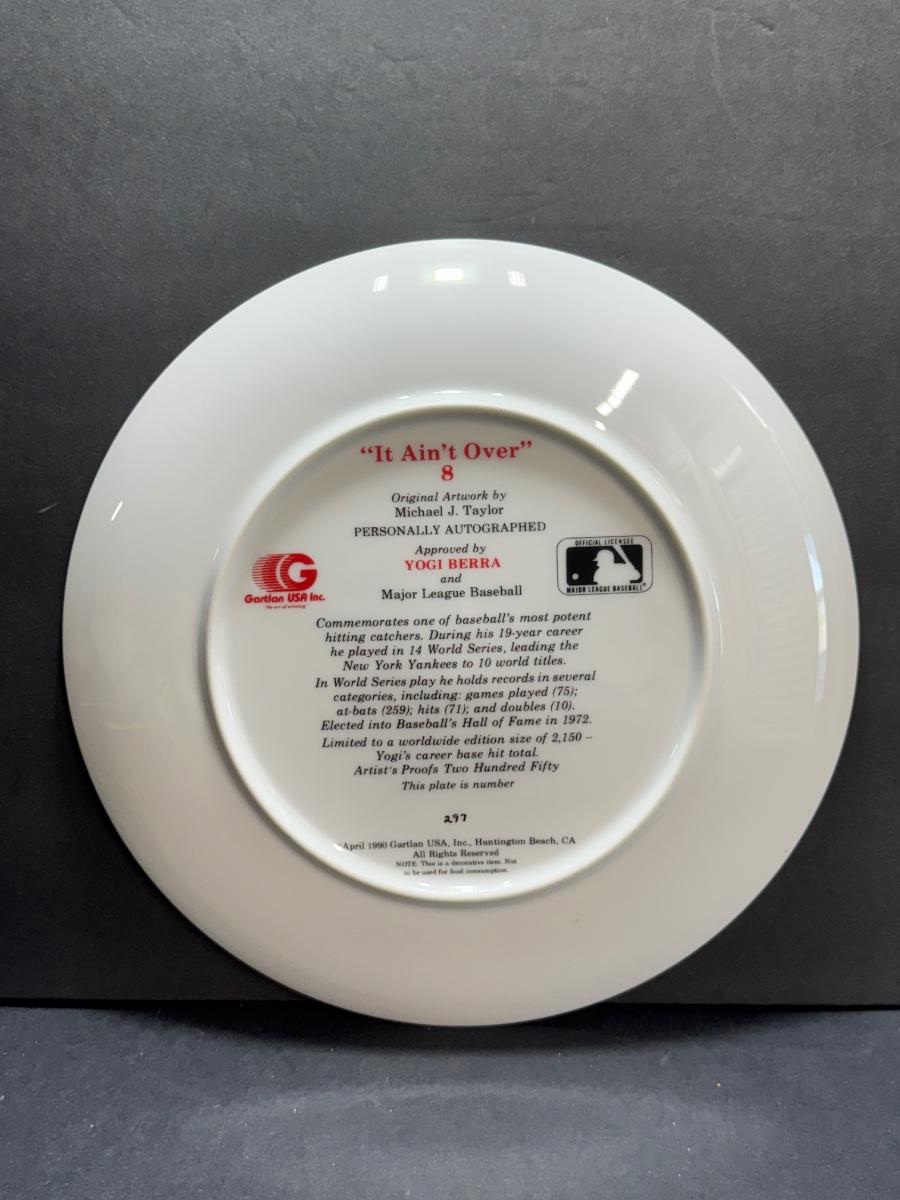 “It Ain't Over”
8
Original Artwork by
Michael J. Taylor
PERSONALLY AUTOGRAPHED
Approved by
YOGI BERRA
and
Major League Baseball
G
Gartlan USA Inc.
"the art of winning"
OFFICIAL LICENSEE
MAJOR LEAGUE BASEBALL®
Commemorates one of baseball's most potent
hitting catchers. During his 19-year career
he played in 14 World Series, leading the
New York Yankees to 10 world titles.
In World Series play he holds records in several
categories, including: games played (75);
at-bats (259); hits (71); and doubles (10).
Elected into Baseball's Hall of Fame in 1972.
Limited to a worldwide edition size of 2,150 --
Yogi's career base hit total.
Artist's Proofs Two Hundred Fifty
This plate is number
297
April 1990 Gartlan USA, Inc., Huntington Beach, CA
All Rights Reserved
NOTE: This is a decorative item. Not
to be used for food consumption.